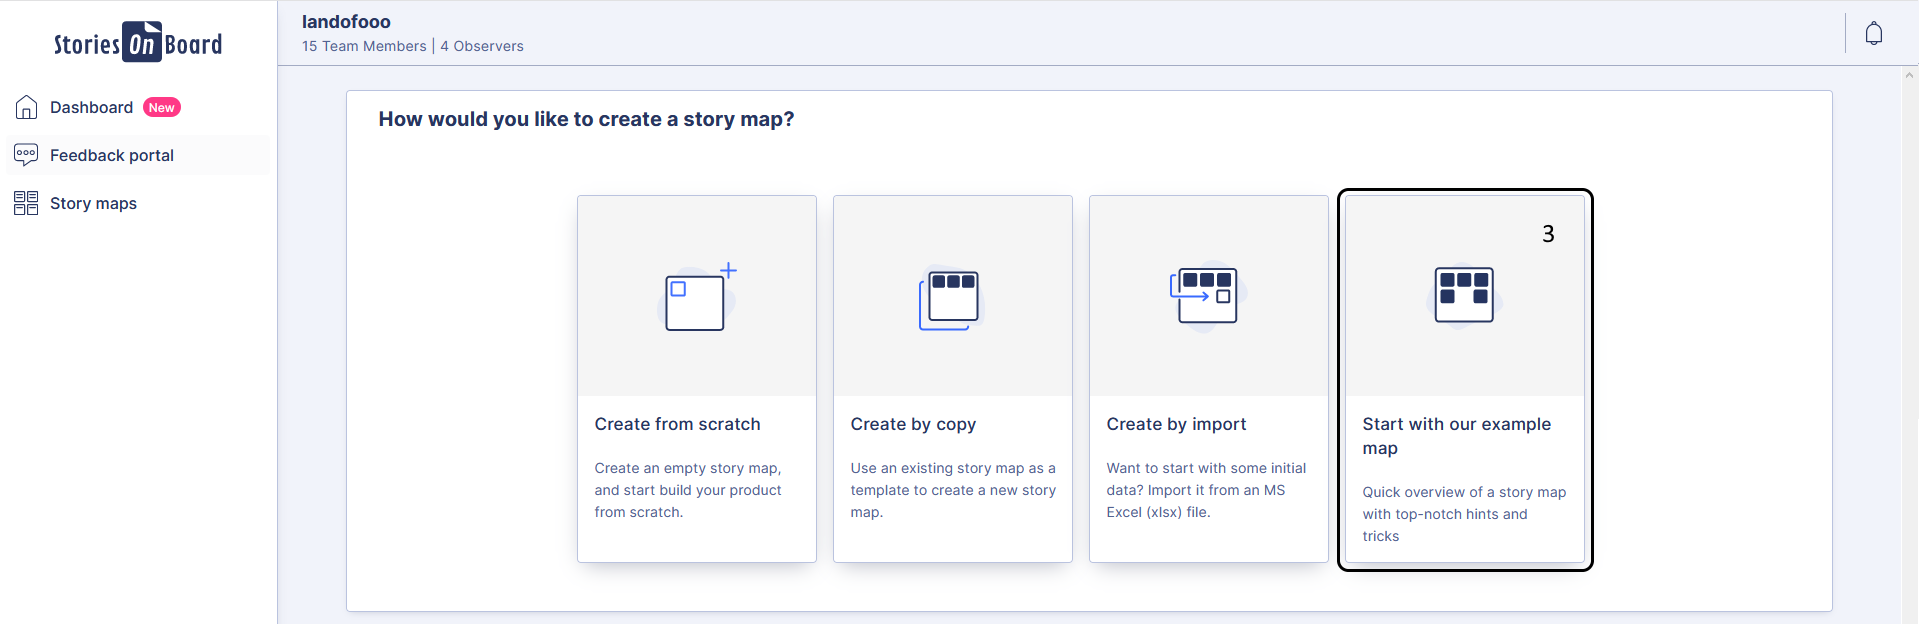 StoriesOnBoard
landofooo
15 Team Members | 4 Observers
Dashboard New
Feedback portal
Story maps
How would you like to create a story map?
Create from scratch
Create an empty story map,
and start build your product
from scratch.
Create by copy
Use an existing story map as a
template to create a new story
map.
Create by import
Want to start with some initial
data? Import it from an MS
Excel (xlsx) file.
3
Start with our example
map
Quick overview of a story map
with top-notch hints and
tricks